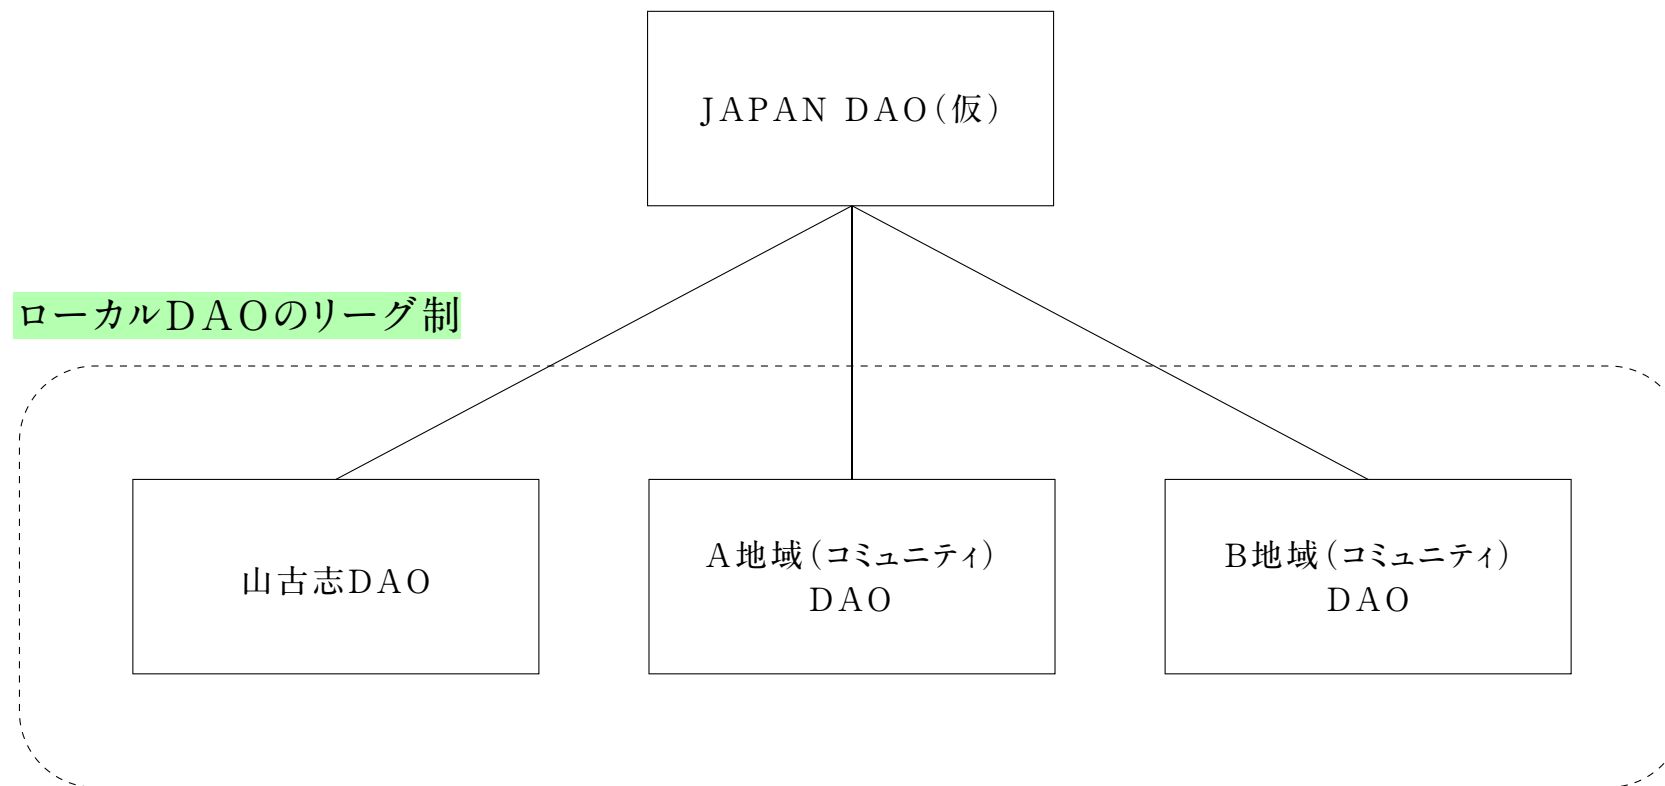 JAPAN DAO(仮)
ローカルDAOのリーグ制
山古志DAO
A地域(コミュニティ)
DAO
B地域(コミュニティ)
DAO